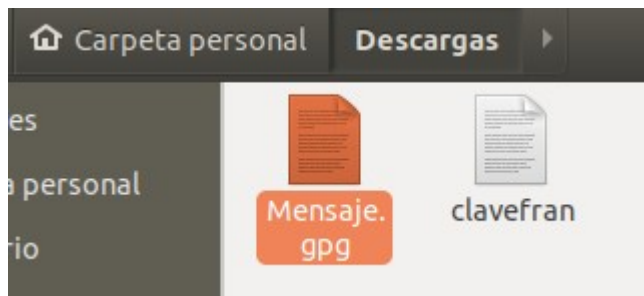 Carpeta personal
Descargas
es
a personal
rio
Mensaje.
gpg
clavefran